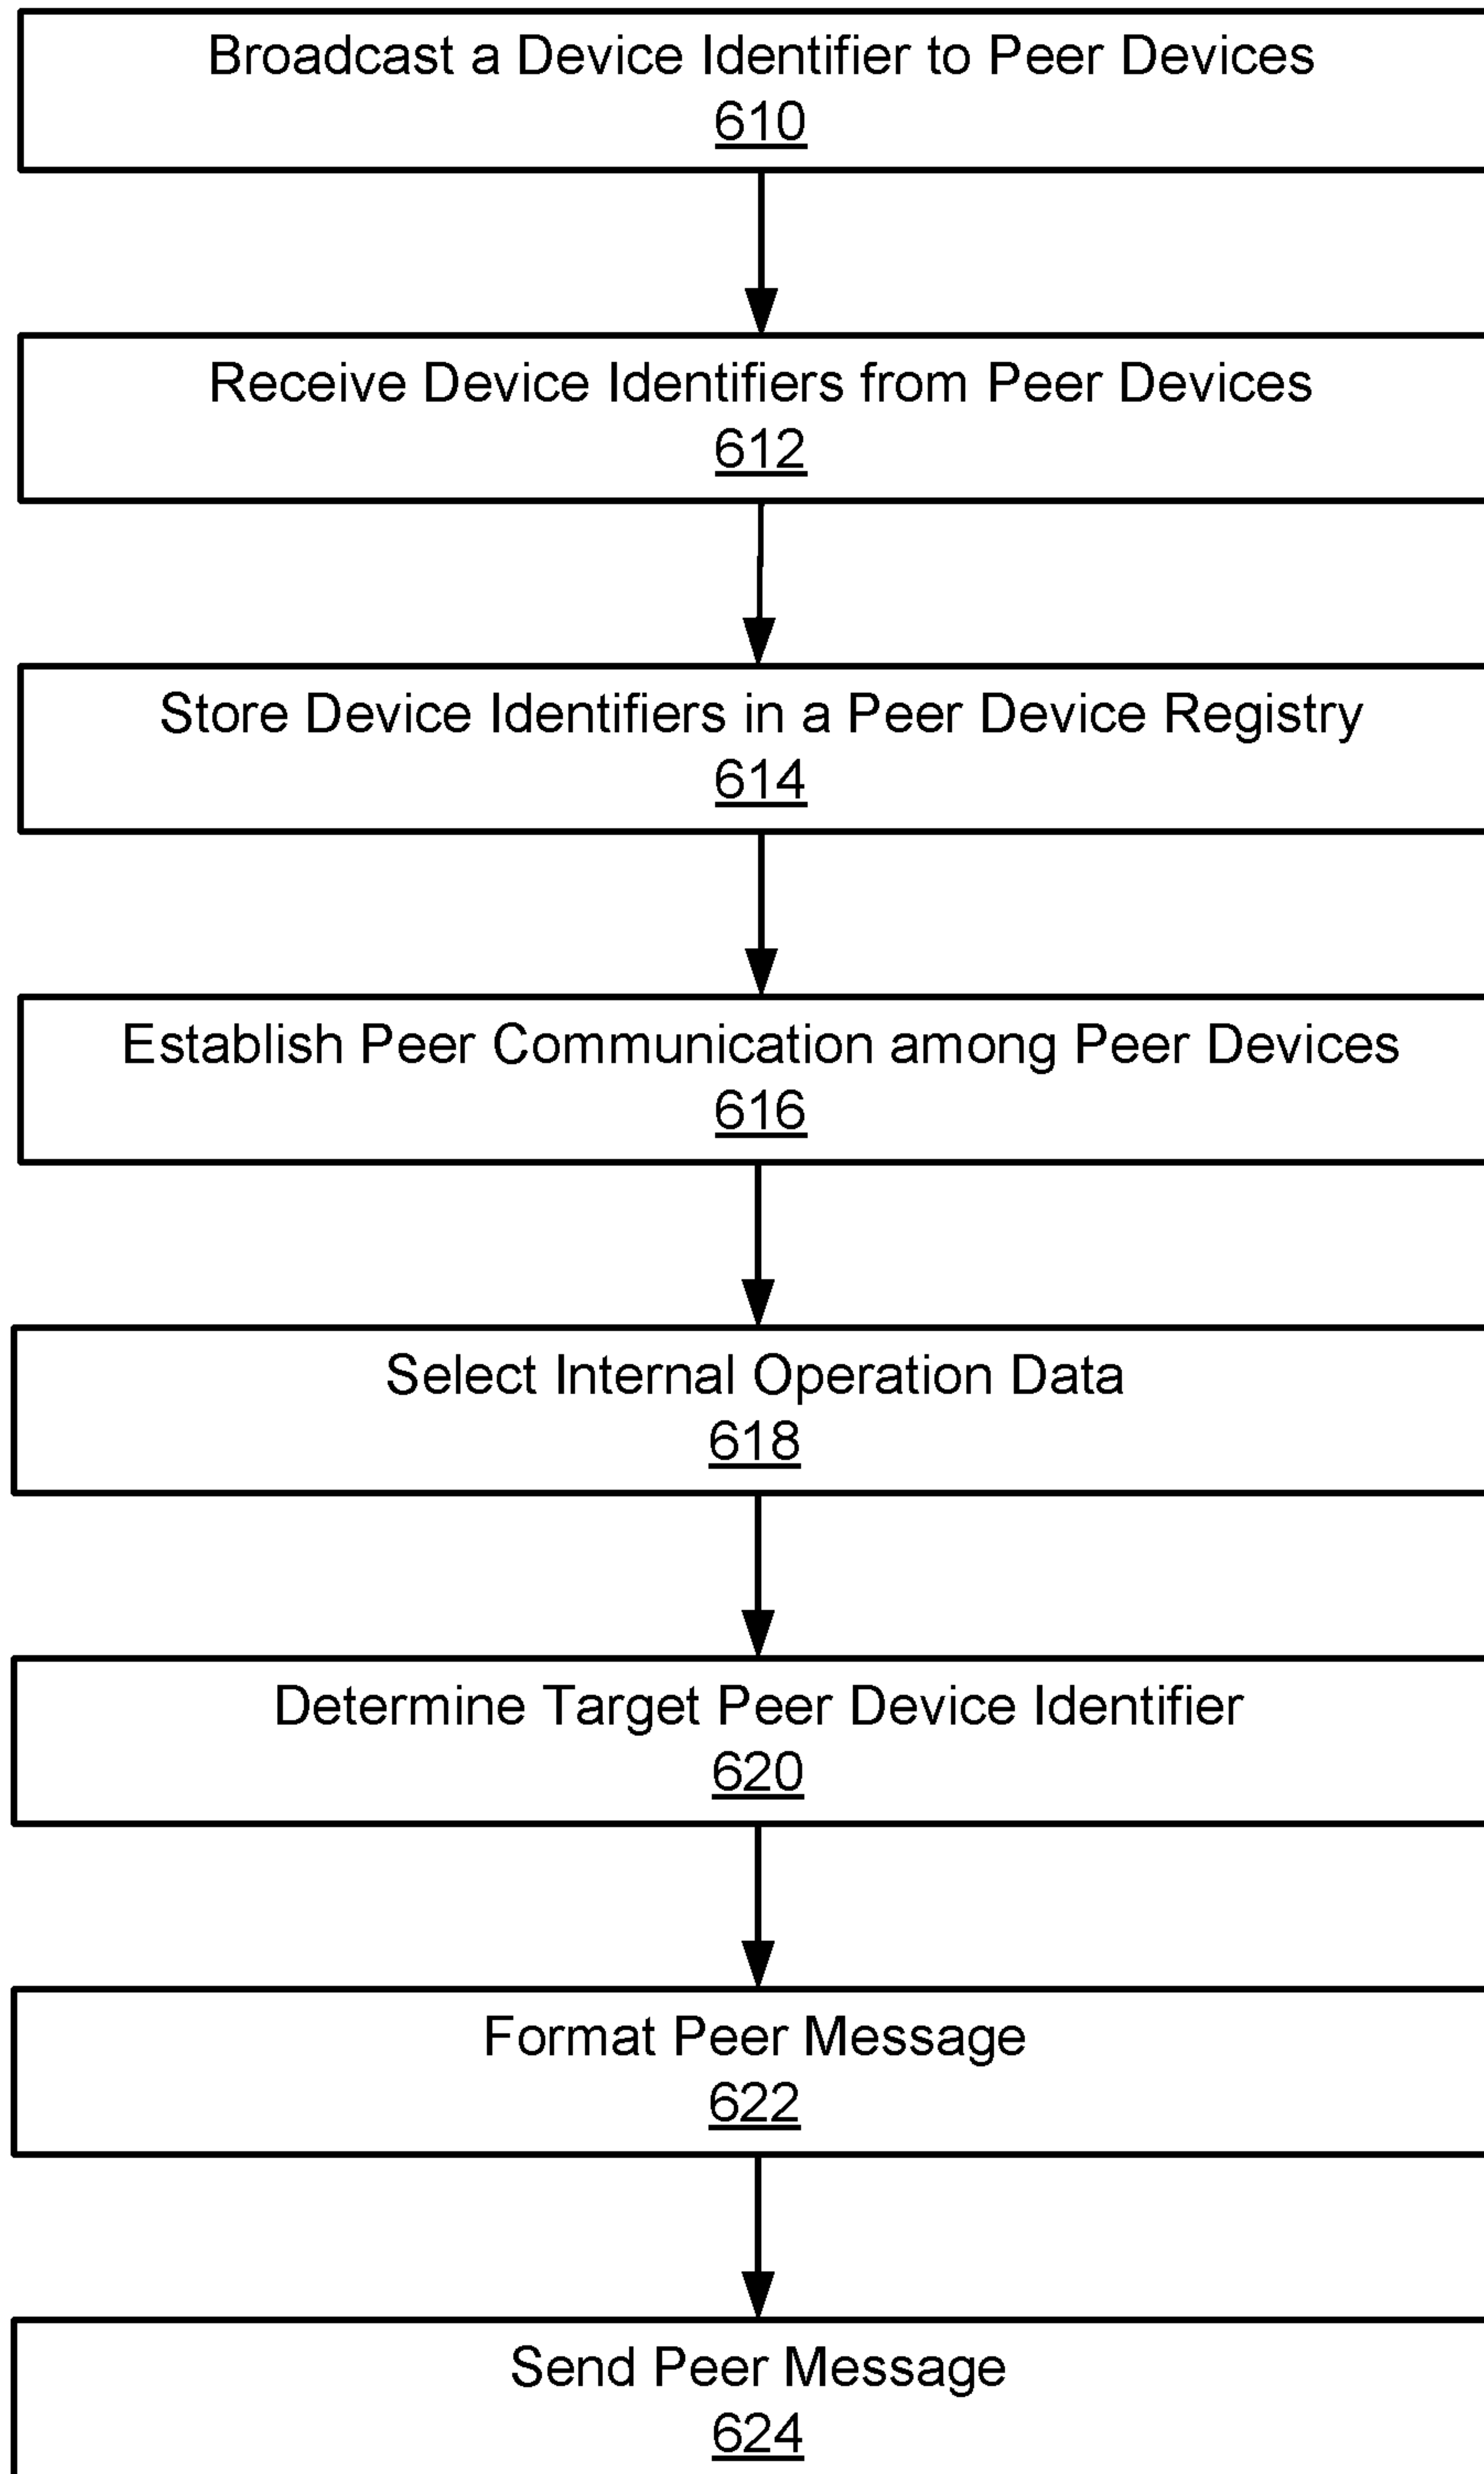 Broadcast a Device Identifier to Peer Devices
610
Receive Device Identifiers from Peer Devices
612
Store Device Identifiers in a Peer Device Registry
614
Establish Peer Communication among Peer Devices
616
Select Internal Operation Data
618
Determine Target Peer Device Identifier
620
Format Peer Message
622
Send Peer Message
624